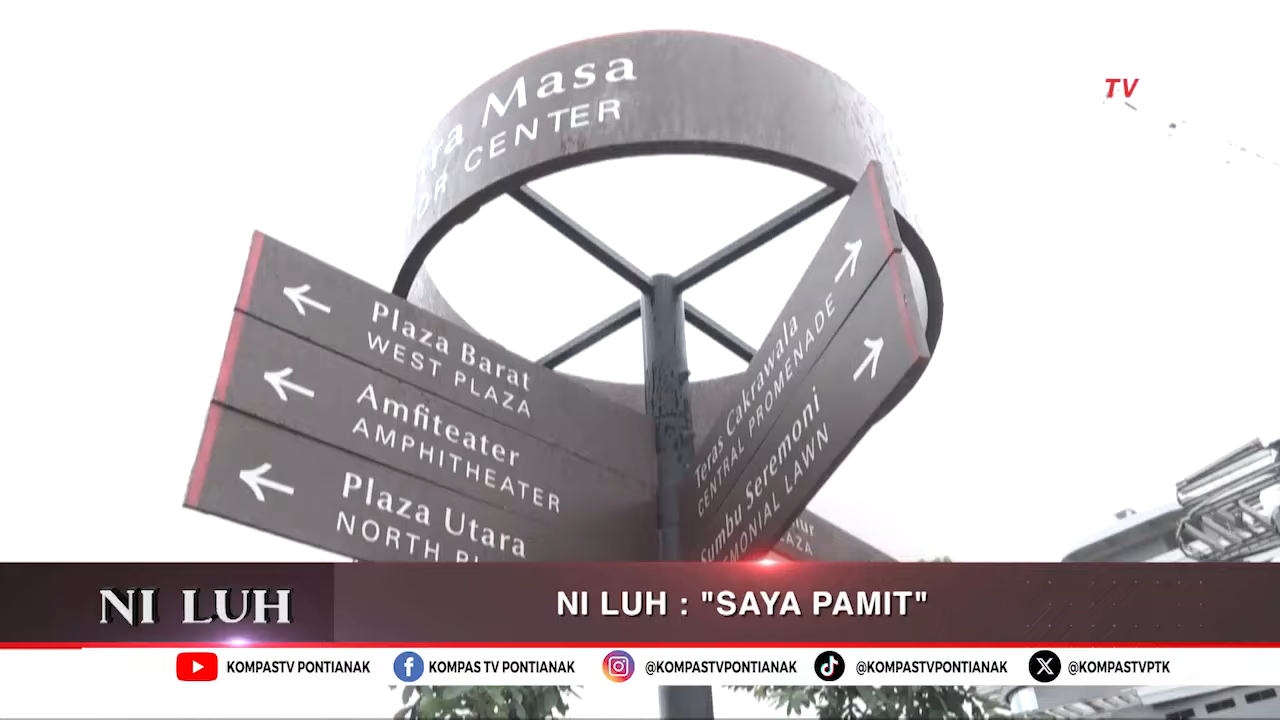 Masa
CENTER
TV
Plaza Barat
WEST PLAZA
Amfiteater
AMPHITHEATER
Plaza Utara
NORTH
Teras Cakrawala
CENTRAL PROMENADE
Sumbu Seremoni
LAWN
NI LUH
NI LUH : "SAYA PAMIT"
KOMPASTV PONTIANAK
KOMPAS TV PONTIANAK
@KOMPASTVPONTIANAK
@KOMPASTVPONTIANAK
@KOMPASTVPTK